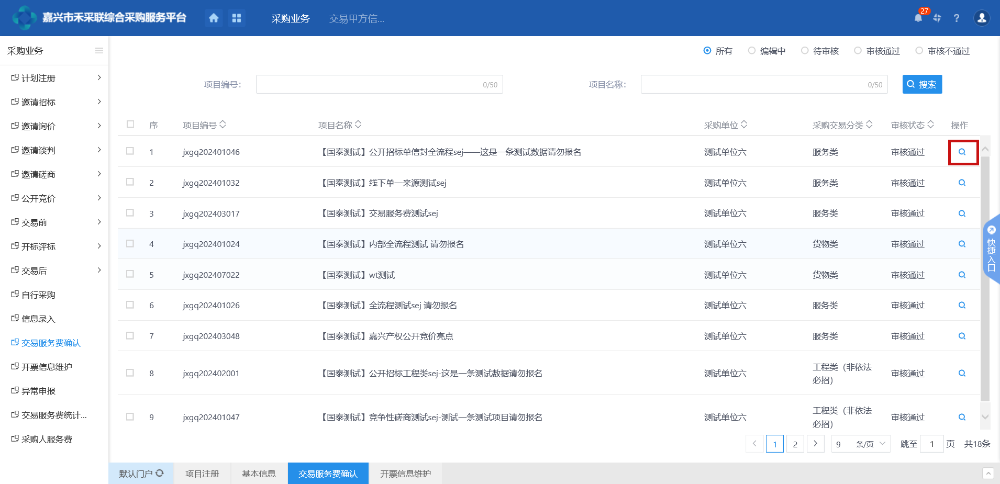 嘉兴市禾采联综合采购服务平台
采购业务
交易甲方信...
27
?
采购业务
计划注册
邀请招标
邀请询价
邀请谈判
邀请磋商
公开竞价
交易前
开标评标
交易后
自行采购
信息录入
交易服务费确认
开票信息维护
异常申报
交易服务费统计...
采购人服务费
所有 编辑中 待审核 审核通过 审核不通过
项目编号： 0/50 项目名称： 0/50 搜索
序 项目编号 项目名称 采购单位 采购交易分类 审核状态 操作
1 jxgq202401046 【国泰测试】公开招标单信封全流程sej——这是一条测试数据请勿报名 测试单位六 服务类 审核通过
2 jxgq202401032 【国泰测试】线下单一来源测试sej 测试单位六 服务类 审核通过
3 jxgq202403017 【国泰测试】交易服务费测试sej 测试单位六 服务类 审核通过
4 jxgq202401024 【国泰测试】内部全流程测试 请勿报名 测试单位六 货物类 审核通过
5 jxgq202407022 【国泰测试】wt测试 测试单位六 货物类 审核通过
6 jxgq202401026 【国泰测试】全流程测试sej 请勿报名 测试单位六 服务类 审核通过
7 jxgq202403048 【国泰测试】嘉兴产权公开竞价亮点 测试单位六 服务类 审核通过
8 jxgq202402001 【国泰测试】公开招标工程类sej-这是一条测试数据请勿报名 测试单位六 工程类（非依法必招） 审核通过
9 jxgq202401047 【国泰测试】竞争性磋商测试sej-测试一条测试项目请勿报名 测试单位六 工程类（非依法必招） 审核通过
快捷入口
1 2 9 条/页 跳至 1 页 共18条
默认门户 项目注册 基本信息 交易服务费确认 开票信息维护